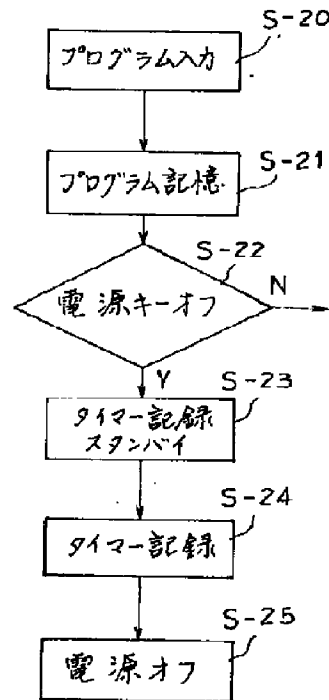 S-20
プログラム入力
S-21
プログラム記憶
S-22
電源キーオフ
N
Y
S-23
タイマー記録
スタンバイ
S-24
タイマー記録
S-25
電源オフ